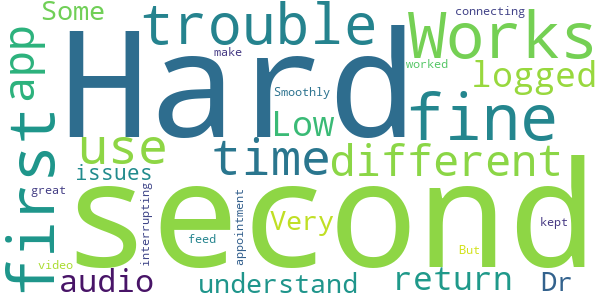 Some
trouble
connecting
Works
Hard
make
worked
app
Smoothly
logged
Low
fine
first
use
time
different
issues
second
great
interrupting
appointment
Very
kept
feed
But
video
audio
understand
return
Dr